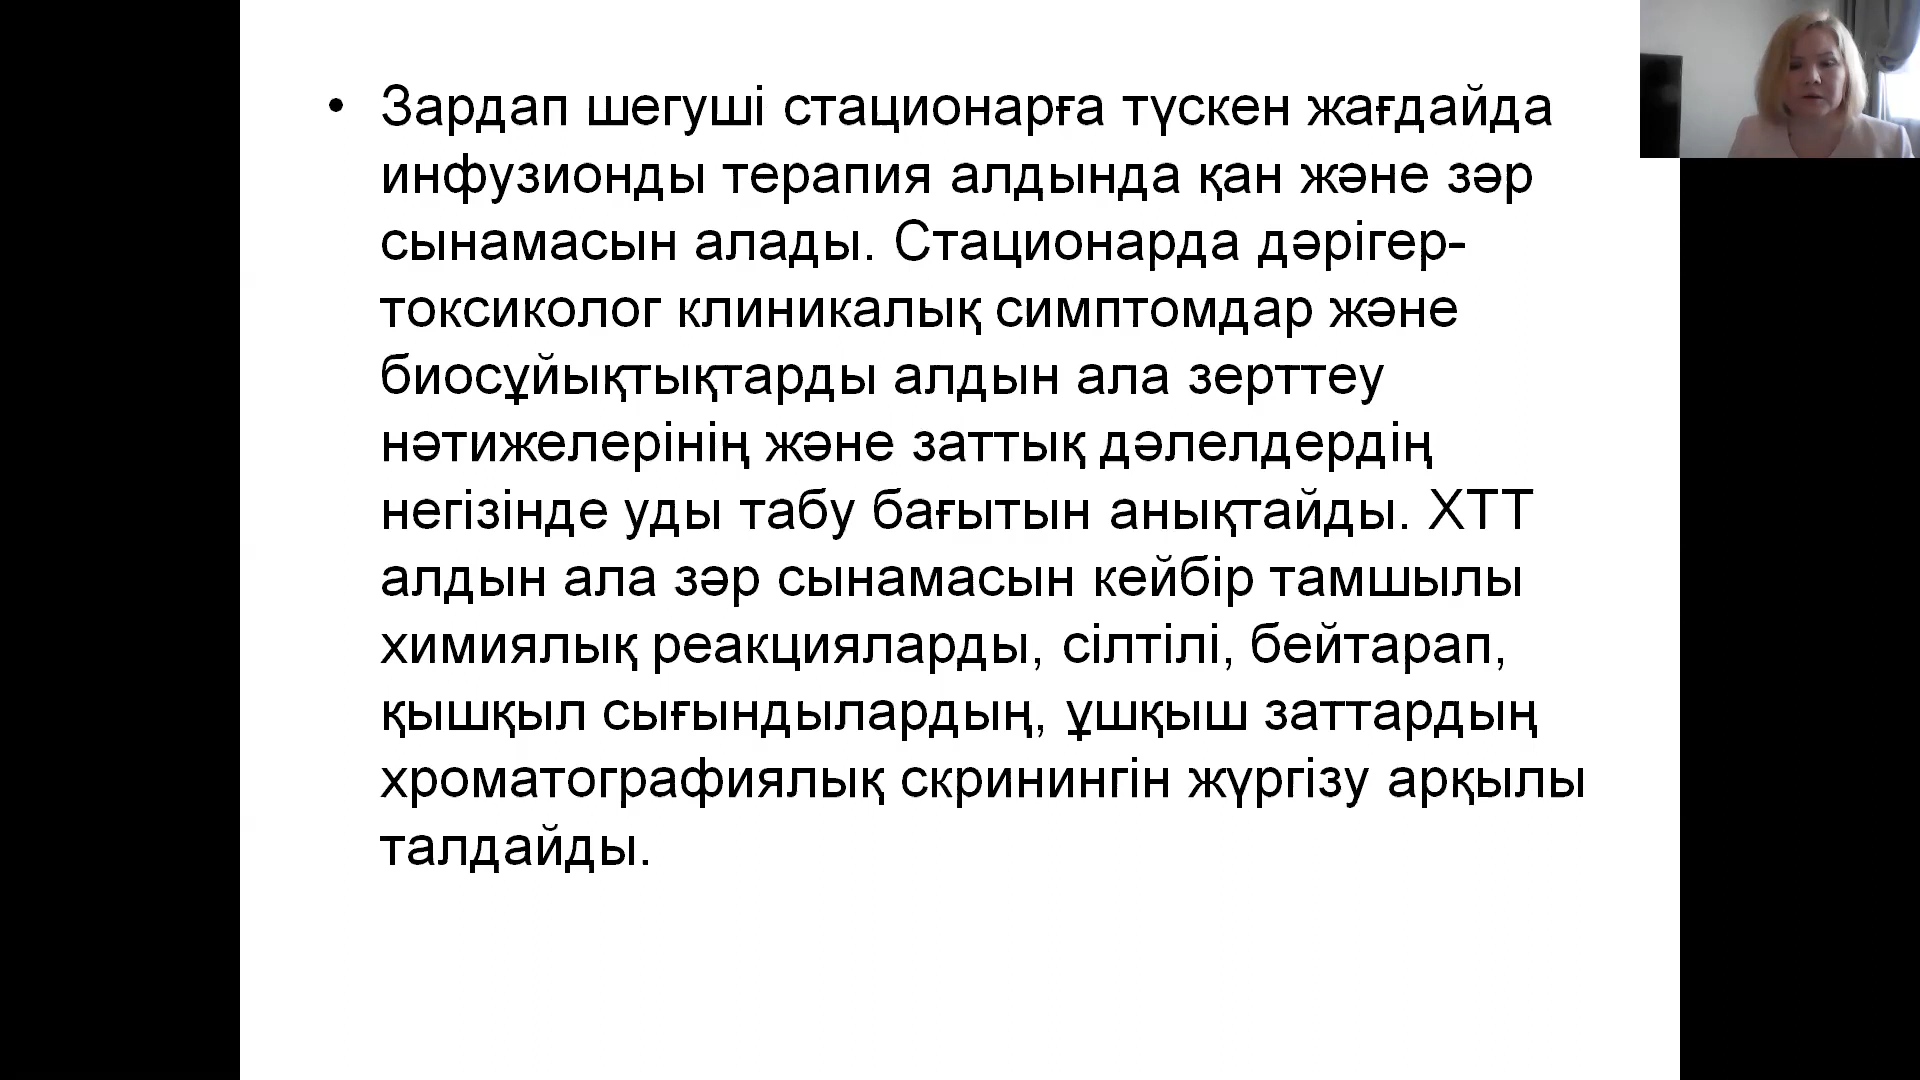 • Зардап шегуші стационарға түскен жағдайда
инфузионды терапия алдында қан және зәр
сынамасын алады. Стационарда дәрігер-
токсиколог клиникалық симптомдар және
биосұйықтықтарды алдын ала зерттеу
нәтижелерінің және заттық дәлелдердің
негізінде уды табу бағытын анықтайды. ХТТ
алдын ала зәр сынамасын кейбір тамшылы
химиялық реакцияларды, сілтілі, бейтарап,
қышқыл сығындылардың, ұшқыш заттардың
хроматографиялық скринингін жүргізу арқылы
талдайды.